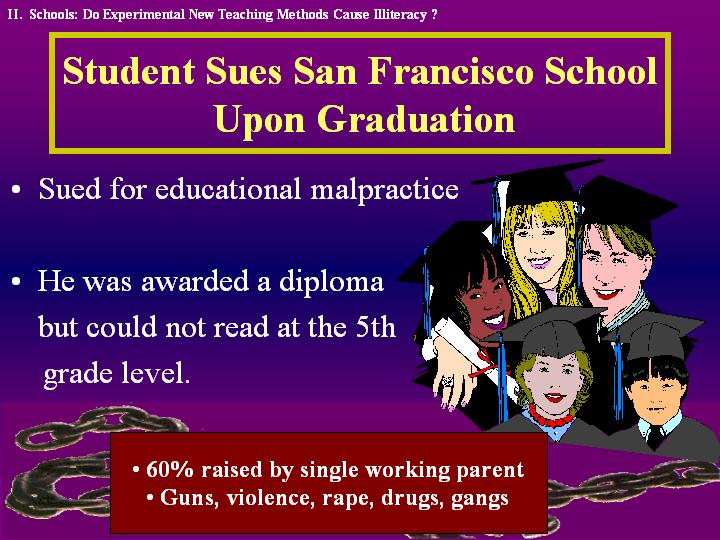 II. Schools: Do Experimental New Teaching Methods Cause Illiteracy ?
Student Sues San Francisco School
Upon Graduation
• Sued for educational malpractice
• He was awarded a diploma
but could not read at the 5th
grade level.
• 60% raised by single working parent
• Guns, violence, rape, drugs, gangs